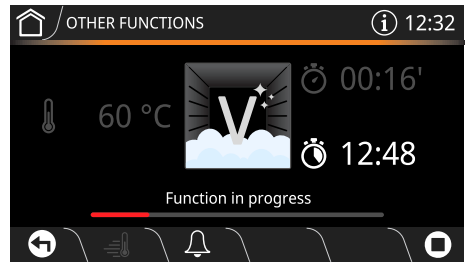 OTHER FUNCTIONS
i 12:32
00:16'
60 °C
V
12:48
Function in progress